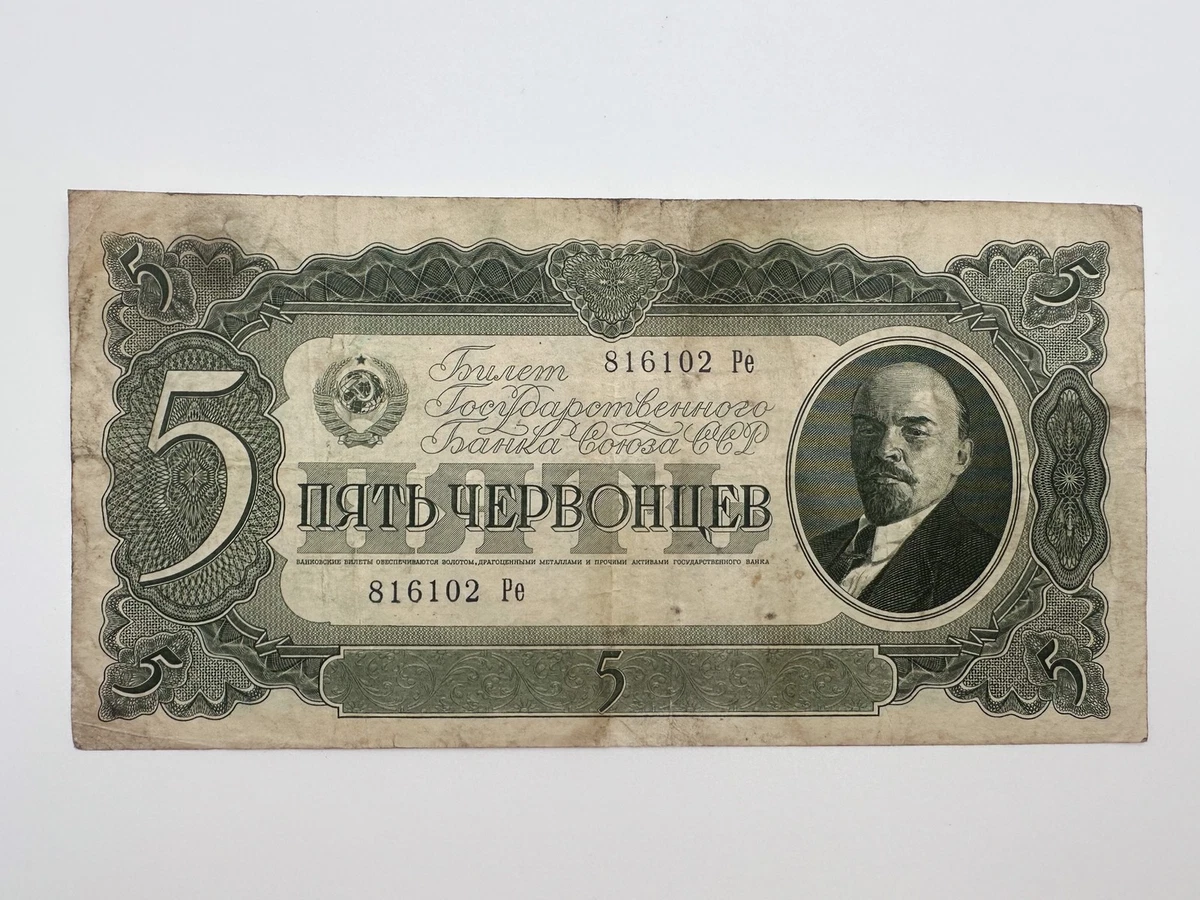 5
5
816102 Ре
Билет
Государственного
Банка Союза ССР
5
ПЯТЬ
ПЯТЬ ЧЕРВОНЦЕВ
БАНКОВСКИЕ БИЛЕТЫ ОБЕСПЕЧИВАЮТСЯ ЗОЛОТОМ, ДРАГОЦЕННЫМИ МЕТАЛЛАМИ И ПРОЧИМИ АКТИВАМИ ГОСУДАРСТВЕННОГО БАНКА
816102 Ре
5
5
5